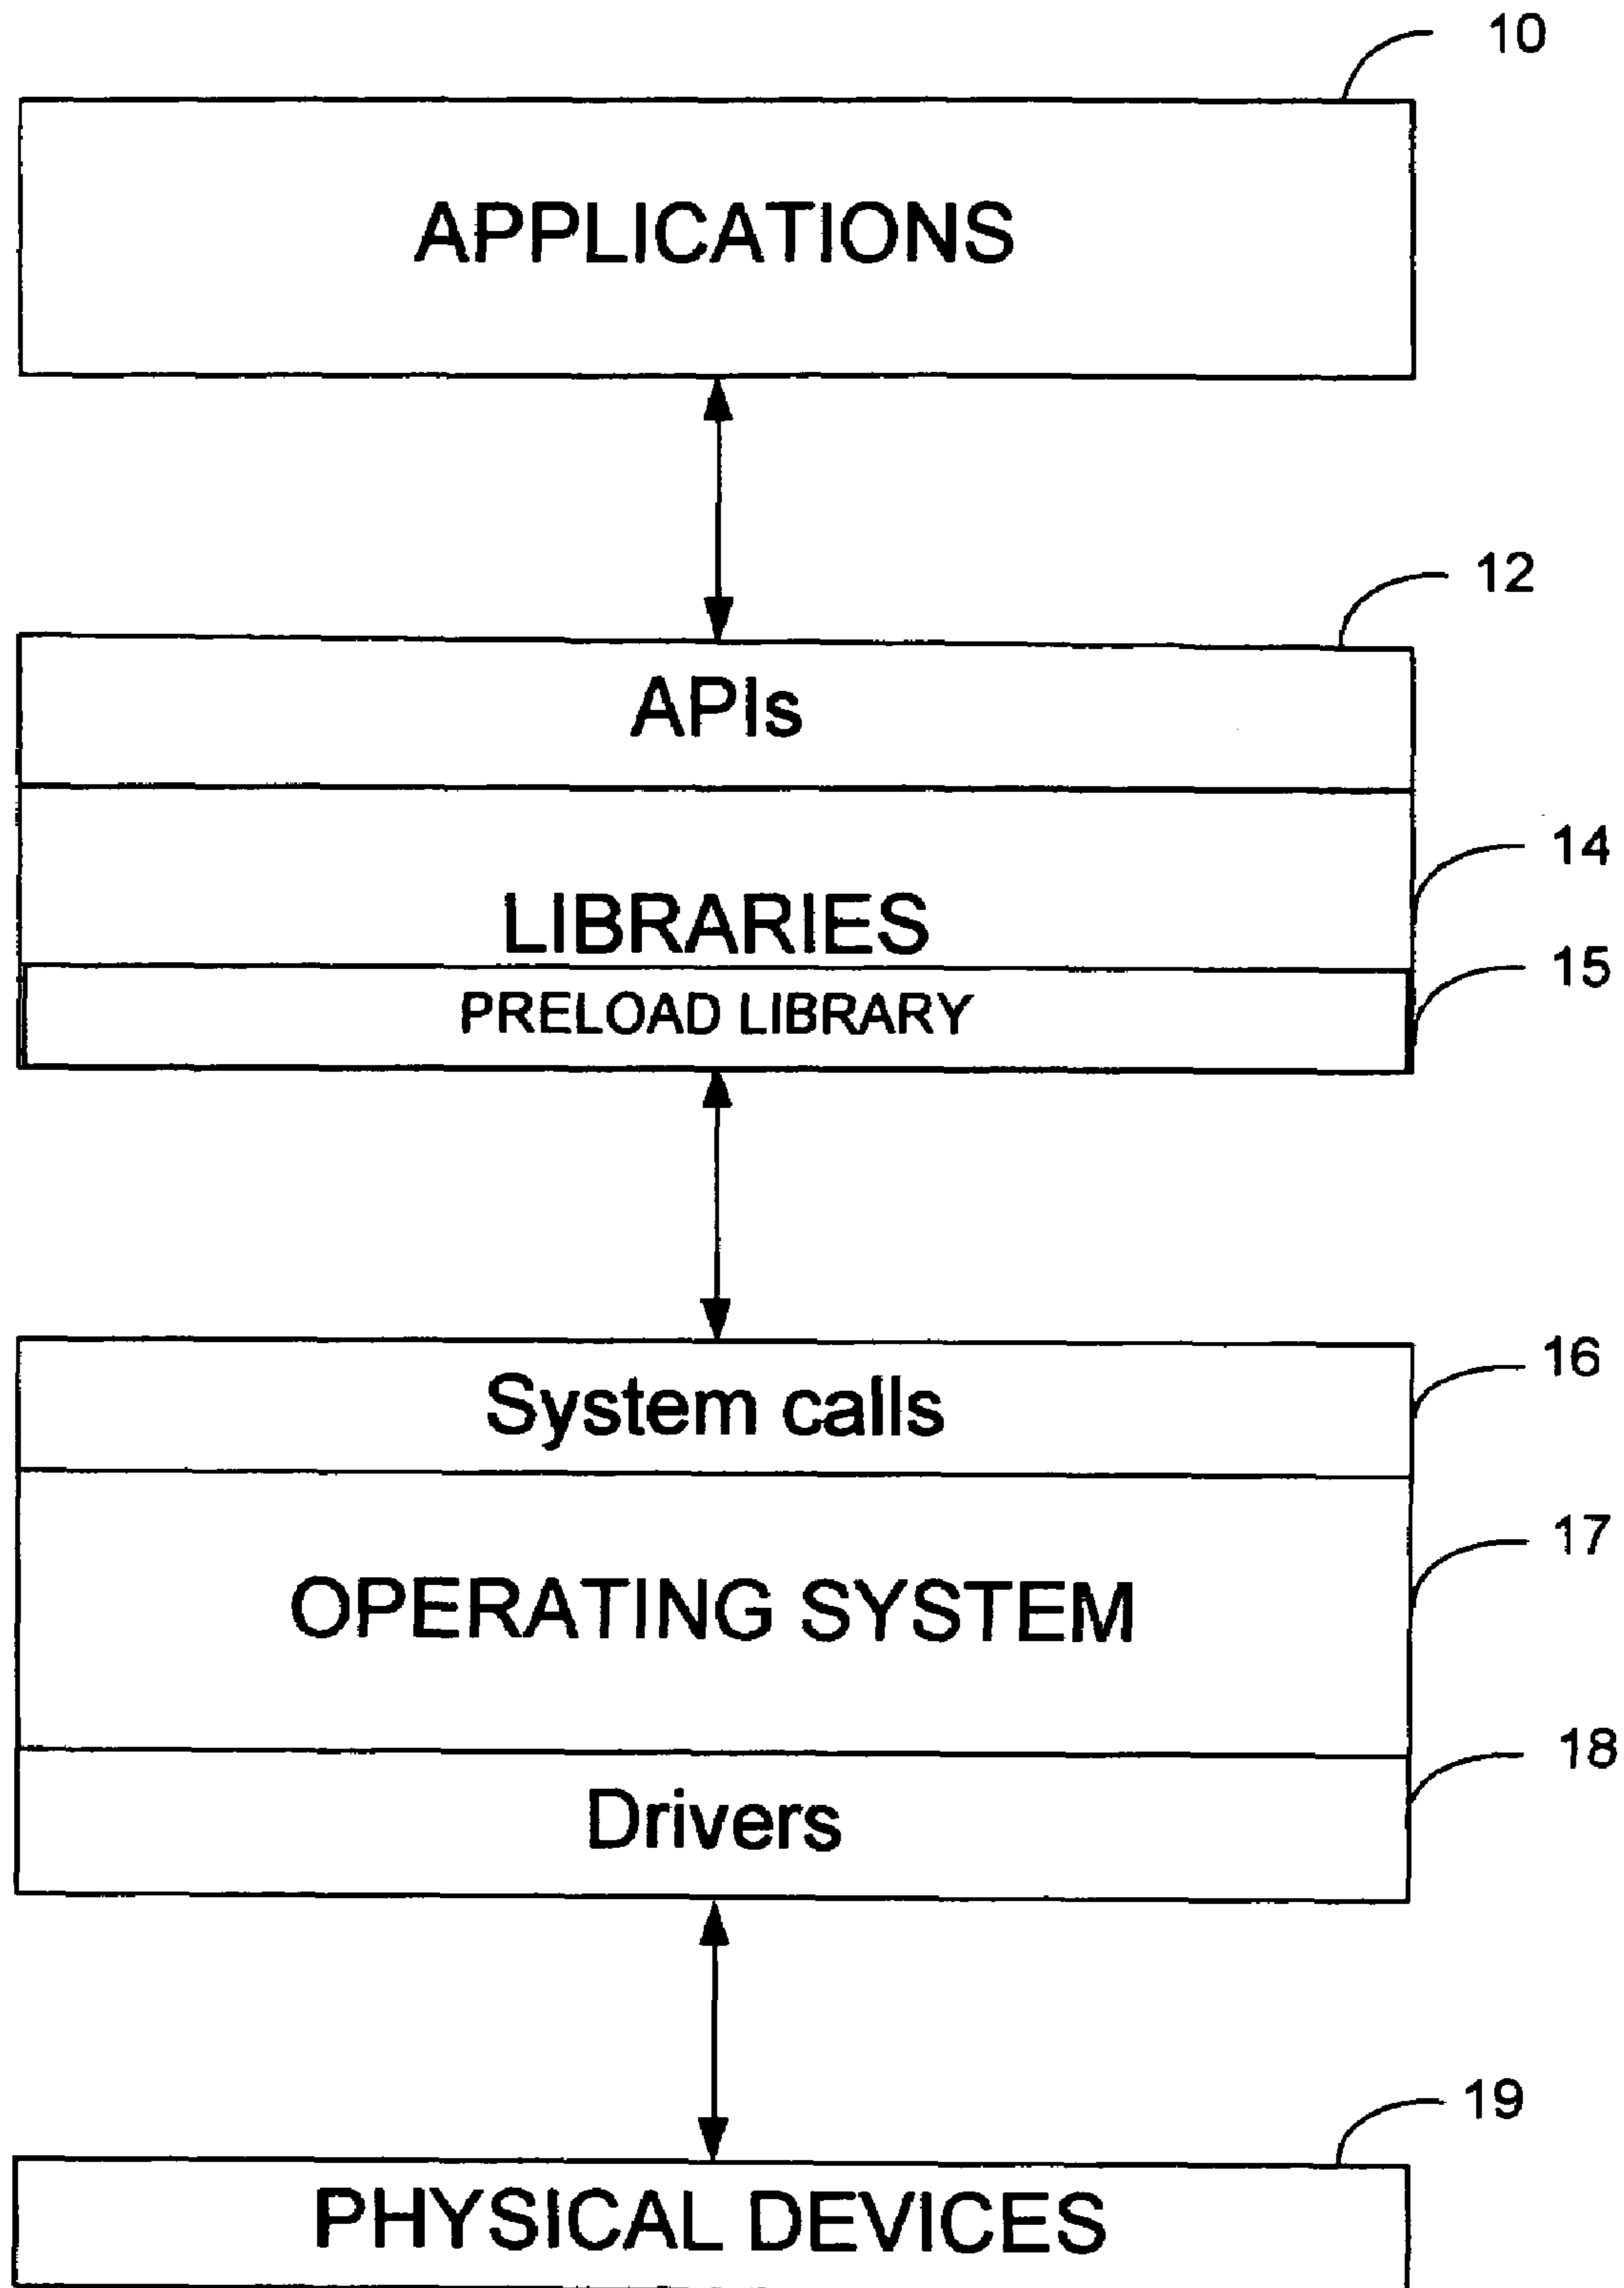 10
APPLICATIONS
12
APIs
14
LIBRARIES
15
PRELOAD LIBRARY
16
System calls
17
OPERATING SYSTEM
18
Drivers
19
PHYSICAL DEVICES